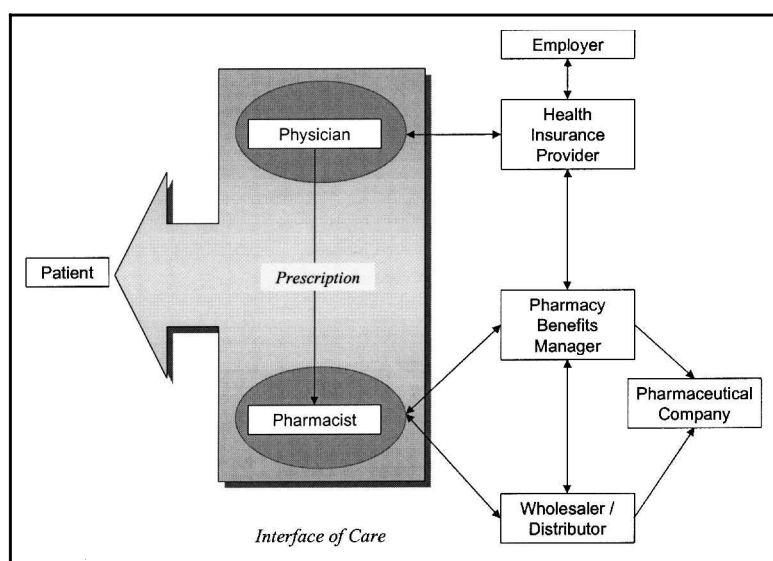 Employer
Physician
Health
Insurance
Provider
Patient
Prescription
Pharmacy
Benefits
Manager
Pharmaceutical
Company
Pharmacist
Wholesaler /
Distributor
Interface of Care